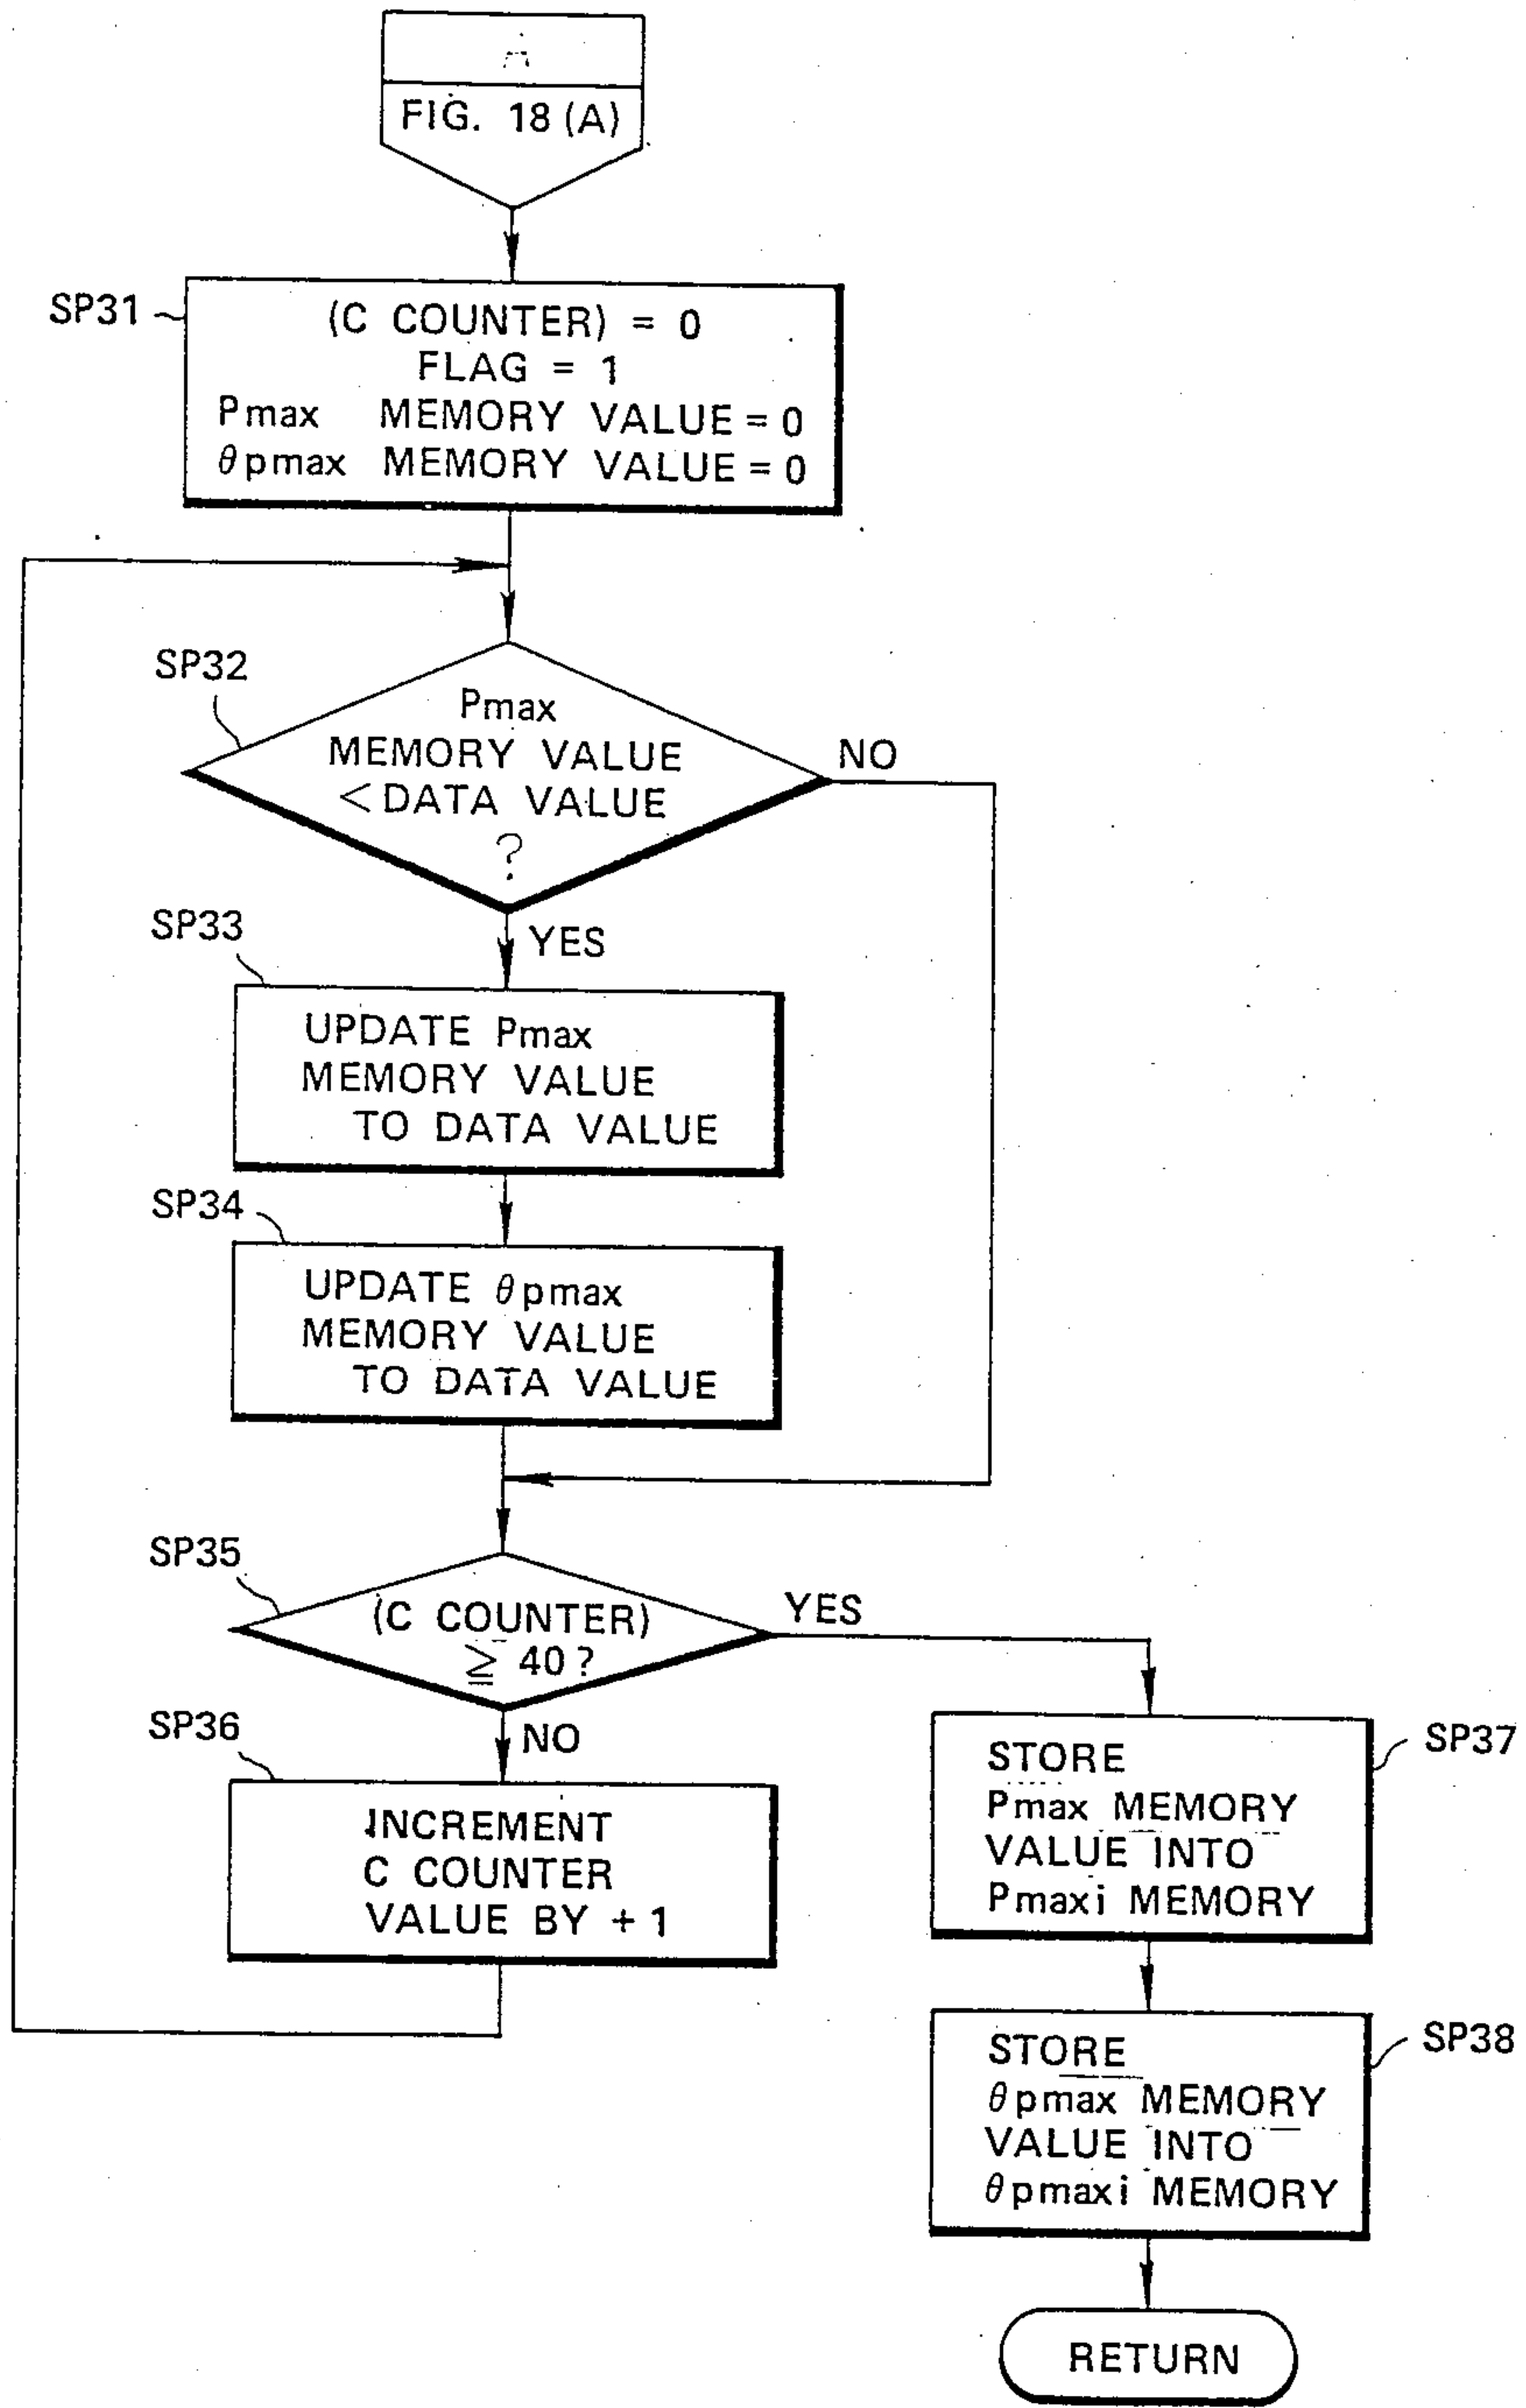 A
FIG. 18 (A)
SP31
(C COUNTER) = 0
FLAG = 1
Pmax MEMORY VALUE = 0
θpmax MEMORY VALUE = 0
SP32
Pmax
MEMORY VALUE
< DATA VALUE
?
NO
YES
SP33
UPDATE Pmax
MEMORY VALUE
TO DATA VALUE
SP34
UPDATE θpmax
MEMORY VALUE
TO DATA VALUE
SP35
(C COUNTER)
≧ 40 ?
YES
NO
SP36
INCREMENT
C COUNTER
VALUE BY + 1
SP37
STORE
Pmax MEMORY
VALUE INTO
Pmaxi MEMORY
SP38
STORE
θpmax MEMORY
VALUE INTO
θpmaxi MEMORY
RETURN